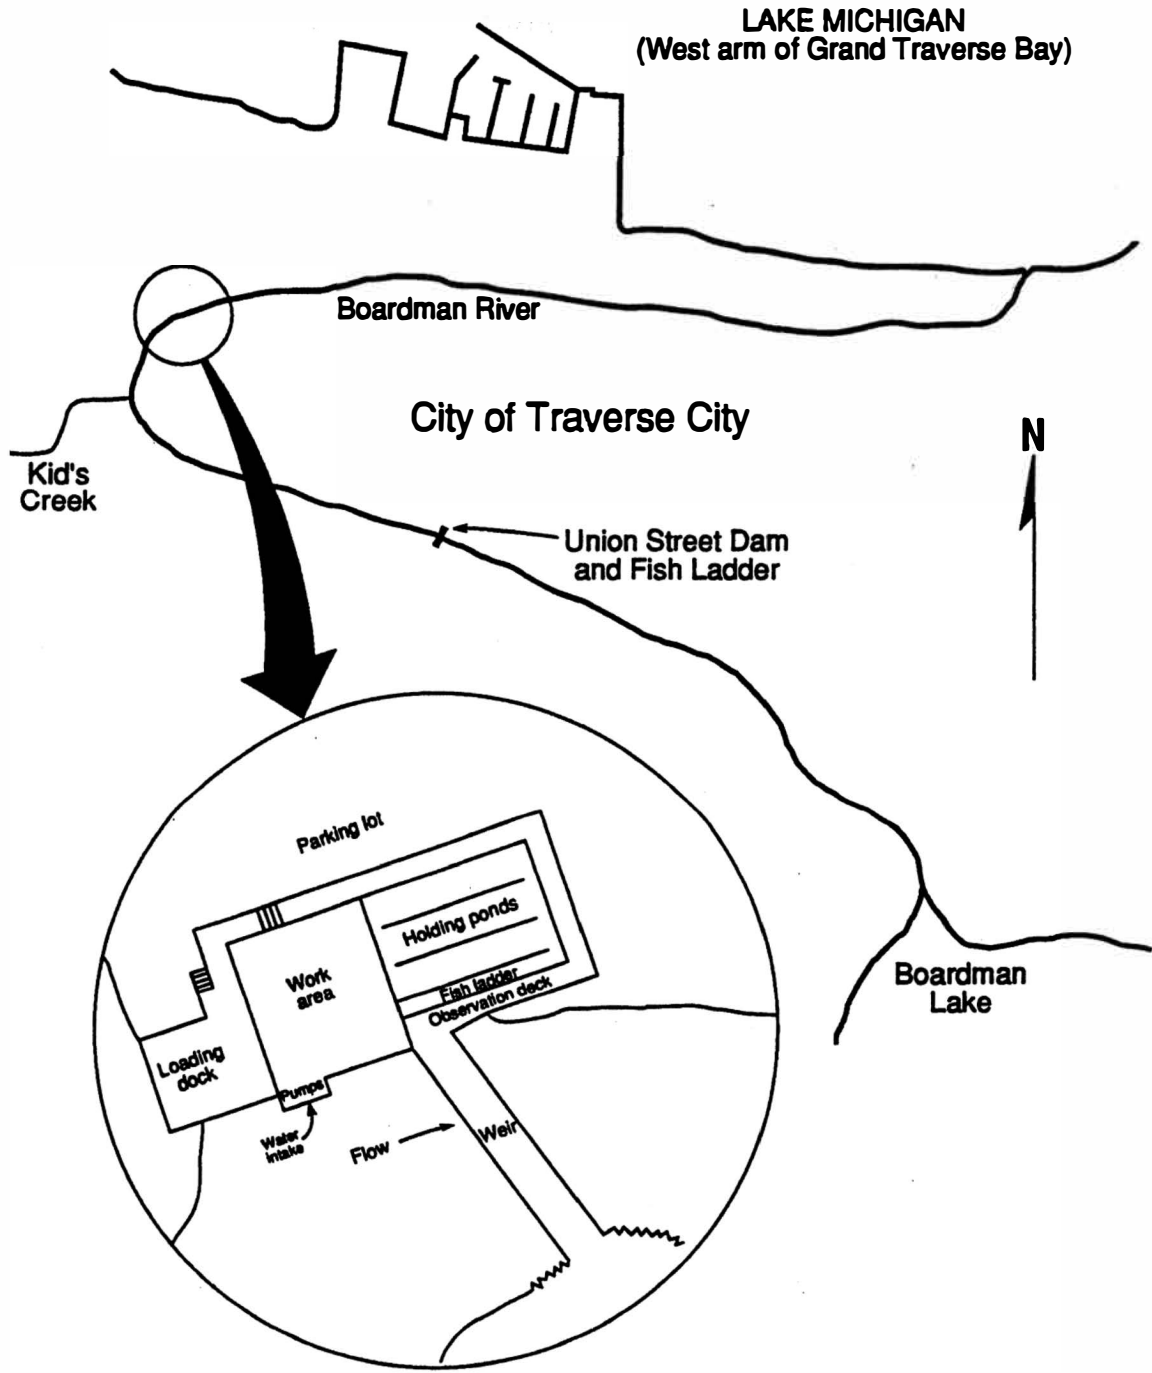 LAKE MICHIGAN
(West arm of Grand Traverse Bay)
Boardman River
City of Traverse City
N
Kid's
Creek
Union Street Dam
and Fish Ladder
Boardman
Lake
Parking lot
Holding ponds
Work
area
Fish ladder
Observation deck
Loading
dock
Pumps
Water
intake
Flow
Weir